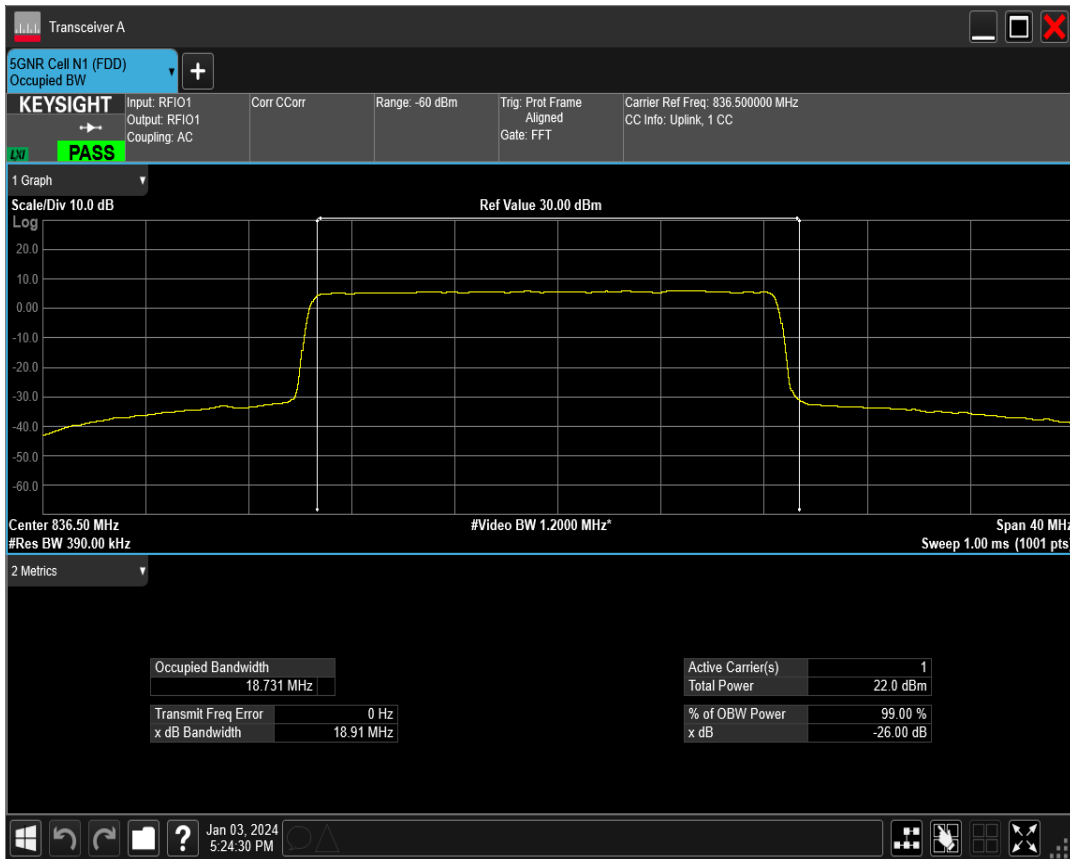 Transceiver A
5GNR Cell N1 (FDD)
Occupied BW
KEYSIGHT
LXI
PASS
Input: RFIO1
Output: RFIO1
Coupling: AC
Corr CCorr
Range: -60 dBm
Trig: Prot Frame
Aligned
Gate: FFT
Carrier Ref Freq: 836.500000 MHz
CC Info: Uplink, 1 CC
1 Graph
Scale/Div 10.0 dB
Ref Value 30.00 dBm
Log
20.0
10.0
0.00
-10.0
-20.0
-30.0
-40.0
-50.0
-60.0
Center 836.50 MHz
#Video BW 1.2000 MHz*
Span 40 MHz
#Res BW 390.00 kHz
Sweep 1.00 ms (1001 pts)
2 Metrics
Occupied Bandwidth
18.731 MHz
Transmit Freq Error 0 Hz
x dB Bandwidth 18.91 MHz
Active Carrier(s) 1
Total Power 22.0 dBm
% of OBW Power 99.00 %
x dB -26.00 dB
?
Jan 03, 2024
5:24:30 PM